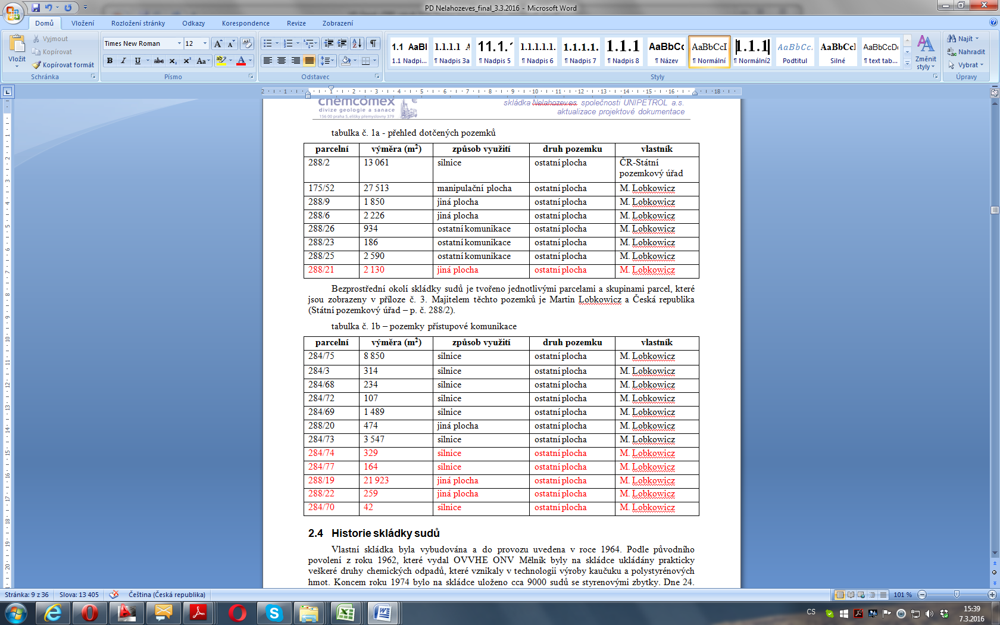 PD Nelahozeves_final_3.3.2016 - Microsoft Word
Domů Vložení Rozložení stránky Odkazy Korespondence Revize Zobrazení
Vložit
Vyjmout
Kopírovat
Kopírovat formát
Schránka
Times New Roman 12
Písmo
Odstavec
1.1 Nadpi... ¶ Nadpis 3a ¶ Nadpis 5 ¶ Nadpis 6 ¶ Nadpis 7 ¶ Nadpis 8 ¶ Název ¶ Normální ¶ Normální2 Podtitul Silné ¶ text tab...
Styly
Změnit styly
Najít
Nahradit
Vybrat
Úpravy
chemcomex
divize geologie a sanace
156 00 praha 5, elišky přemyslovny 379
skládka Nelahozeves společnosti UNIPETROL a.s.
aktualizace projektové dokumentace
tabulka č. 1a - přehled dotčených pozemků
parcelní výměra (m²) způsob využití druh pozemku vlastník
288/2 13 061 silnice ostatní plocha ČR-Státní
pozemkový úřad
175/52 27 513 manipulační plocha ostatní plocha M. Lobkowicz
288/9 1 850 jiná plocha ostatní plocha M. Lobkowicz
288/6 2 226 jiná plocha ostatní plocha M. Lobkowicz
288/26 934 ostatní komunikace ostatní plocha M. Lobkowicz
288/23 186 ostatní komunikace ostatní plocha M. Lobkowicz
288/25 2 590 ostatní komunikace ostatní plocha M. Lobkowicz
288/21 2 130 jiná plocha ostatní plocha M. Lobkowicz
Bezprostřední okolí skládky sudů je tvořeno jednotlivými parcelami a skupinami parcel, které
jsou zobrazeny v příloze č. 3. Majitelem těchto pozemků je Martin Lobkowicz a Česká republika
(Státní pozemkový úřad – p. č. 288/2).
tabulka č. 1b – pozemky přístupové komunikace
parcelní výměra (m²) způsob využití druh pozemku vlastník
284/75 8 850 silnice ostatní plocha M. Lobkowicz
284/3 314 silnice ostatní plocha M. Lobkowicz
284/68 234 silnice ostatní plocha M. Lobkowicz
284/72 107 silnice ostatní plocha M. Lobkowicz
284/69 1 489 silnice ostatní plocha M. Lobkowicz
288/20 474 jiná plocha ostatní plocha M. Lobkowicz
284/73 3 547 silnice ostatní plocha M. Lobkowicz
284/74 329 silnice ostatní plocha M. Lobkowicz
284/77 164 silnice ostatní plocha M. Lobkowicz
288/19 21 923 jiná plocha ostatní plocha M. Lobkowicz
288/22 259 jiná plocha ostatní plocha M. Lobkowicz
284/70 42 silnice ostatní plocha M. Lobkowicz
2.4 Historie skládky sudů
Vlastní skládka byla vybudována a do provozu uvedena v roce 1964. Podle původního
povolení z roku 1962, které vydal OVVHE ONV Mělník byly na skládce ukládány prakticky
veškeré druhy chemických odpadů, které vznikaly v technologii výroby kaučuku a polystyrénových
hmot. Koncem roku 1974 bylo na skládce uloženo cca 9000 sudů se styrenovými zbytky. Dne 24.
Stránka: 9 z 36 Slova: 13 405 Čeština (Česká republika) 101 %
CS 15:39
7.3.2016